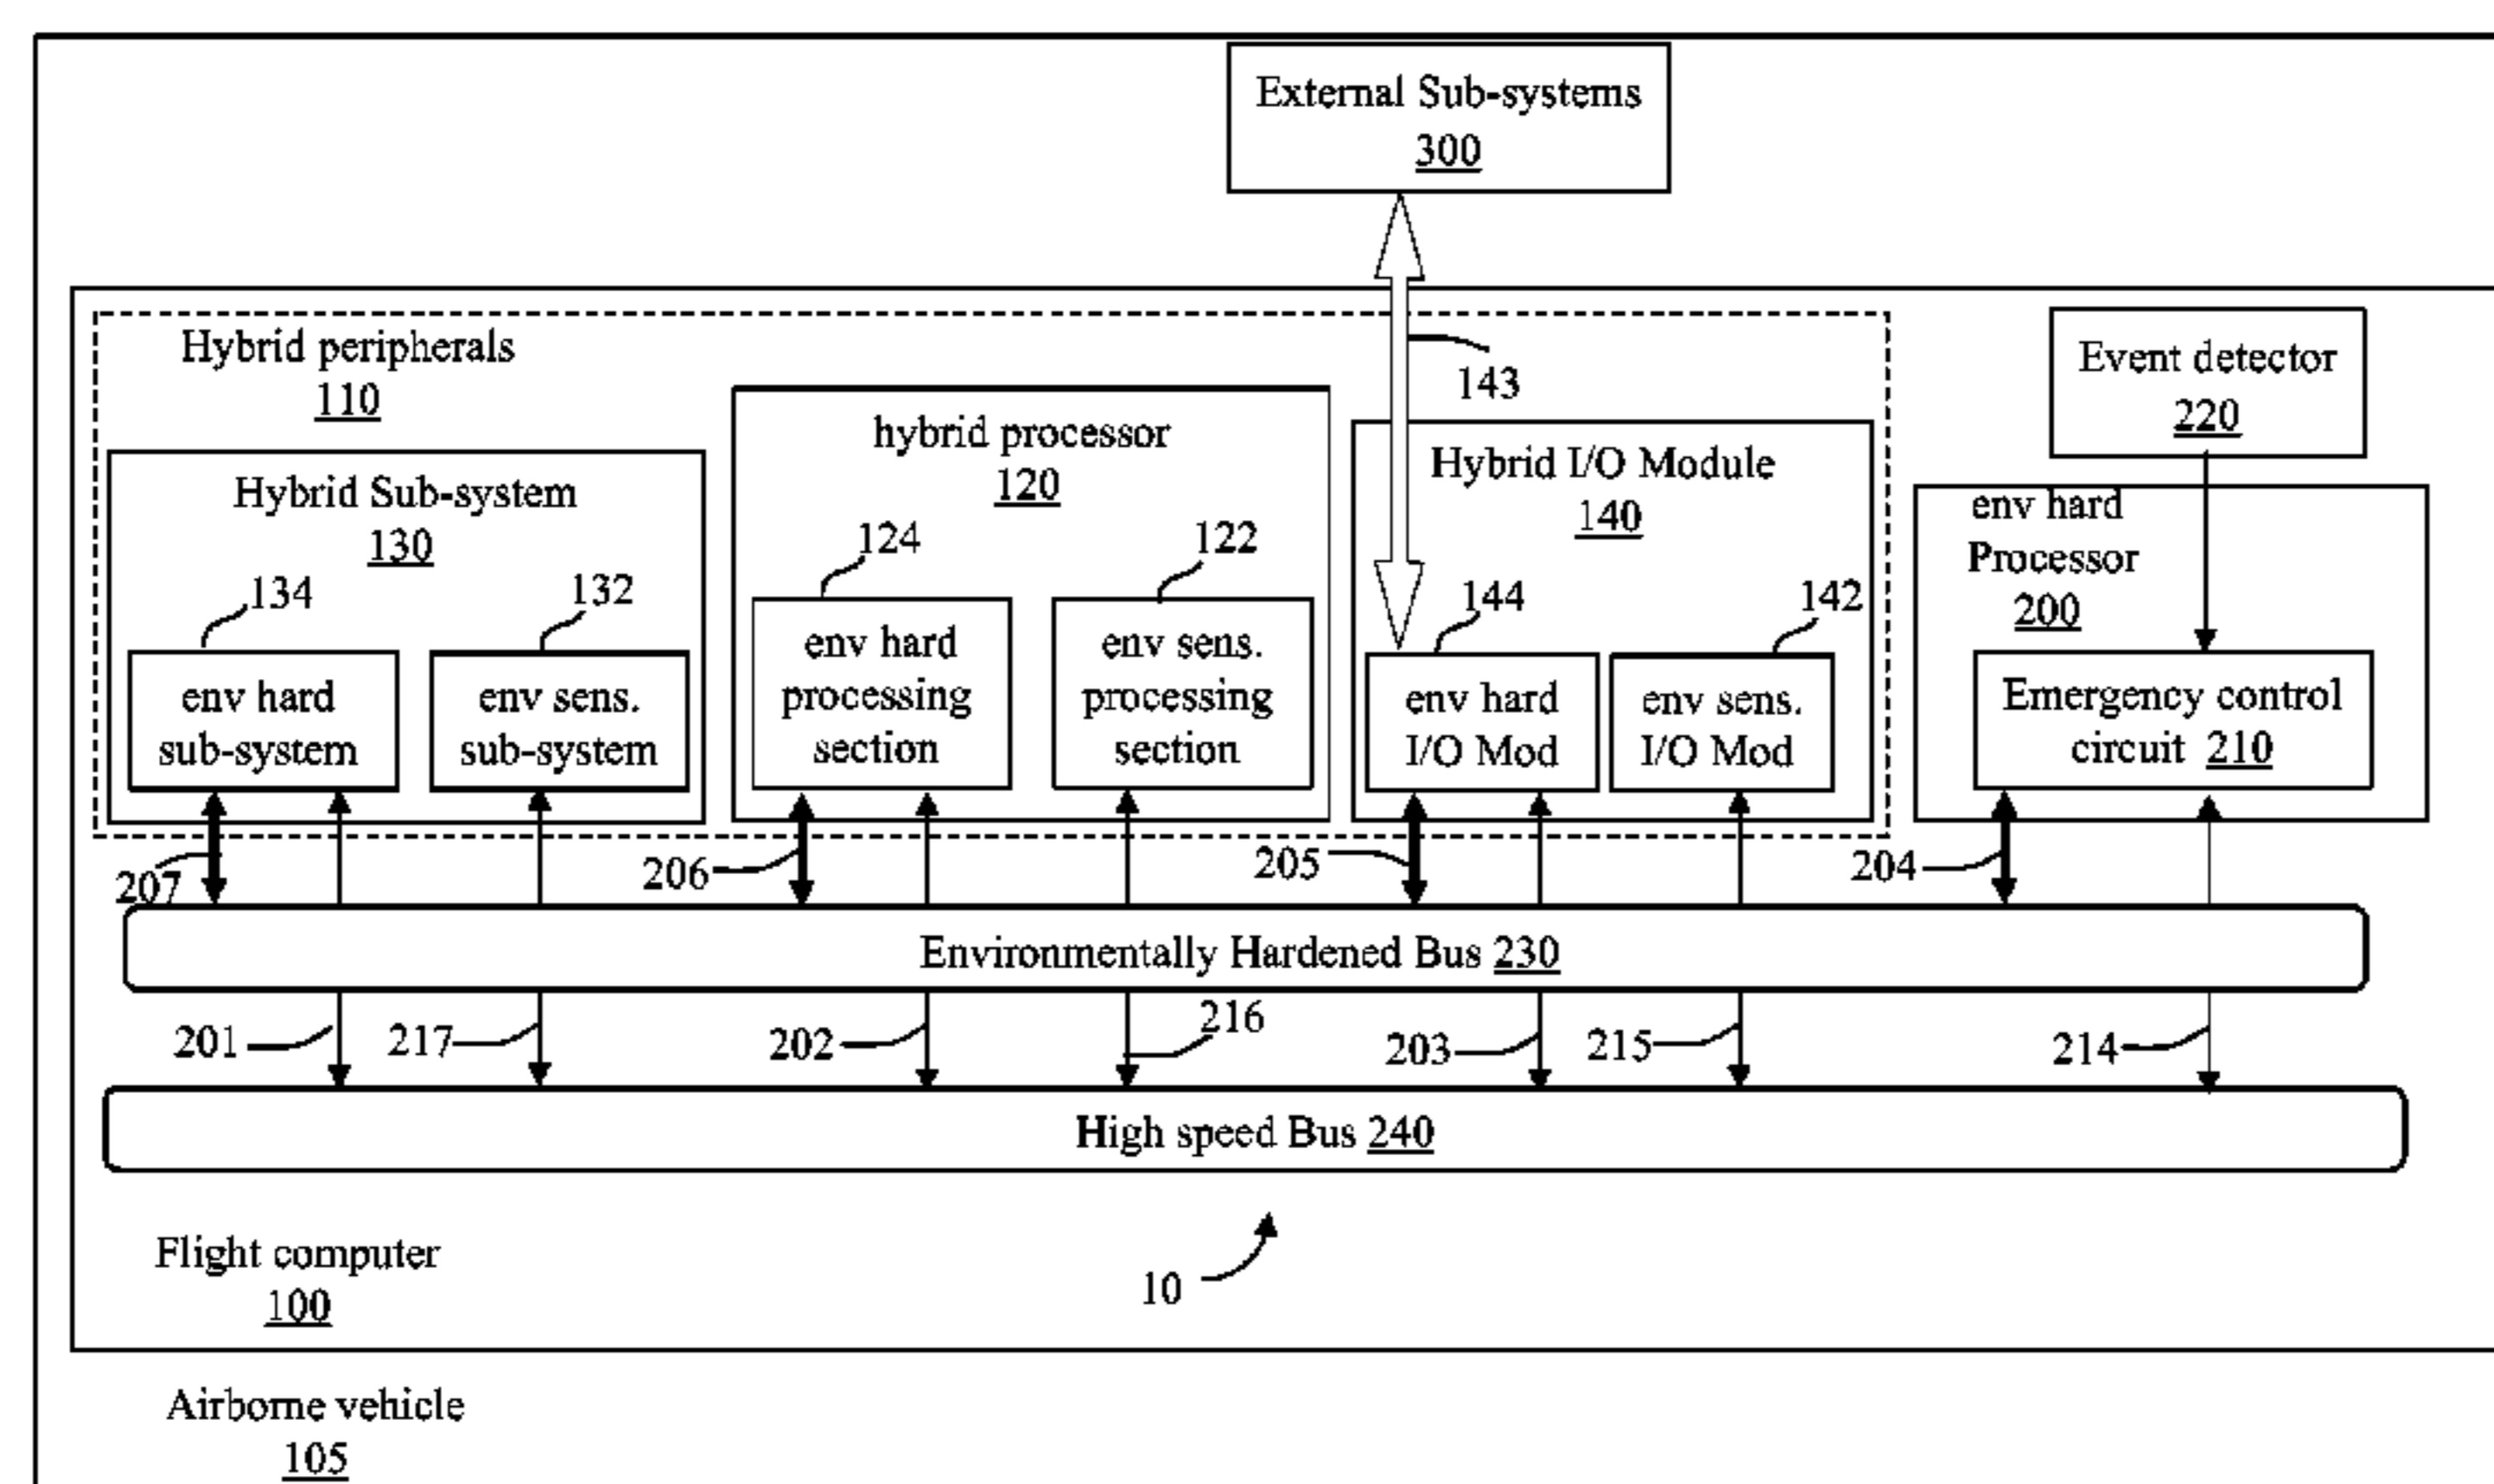 External Sub-systems
300
Hybrid peripherals
110
143
Event detector
220
hybrid processor
120
Hybrid I/O Module
140
Hybrid Sub-system
130
env hard
Processor
200
134
132
124
122
144
142
env hard
sub-system
env sens.
sub-system
env hard
processing
section
env sens.
processing
section
env hard
I/O Mod
env sens.
I/O Mod
Emergency control
circuit 210
207
206
205
204
Environmentally Hardened Bus 230
201
217
202
216
203
215
214
High speed Bus 240
Flight computer
100
10
Airborne vehicle
105